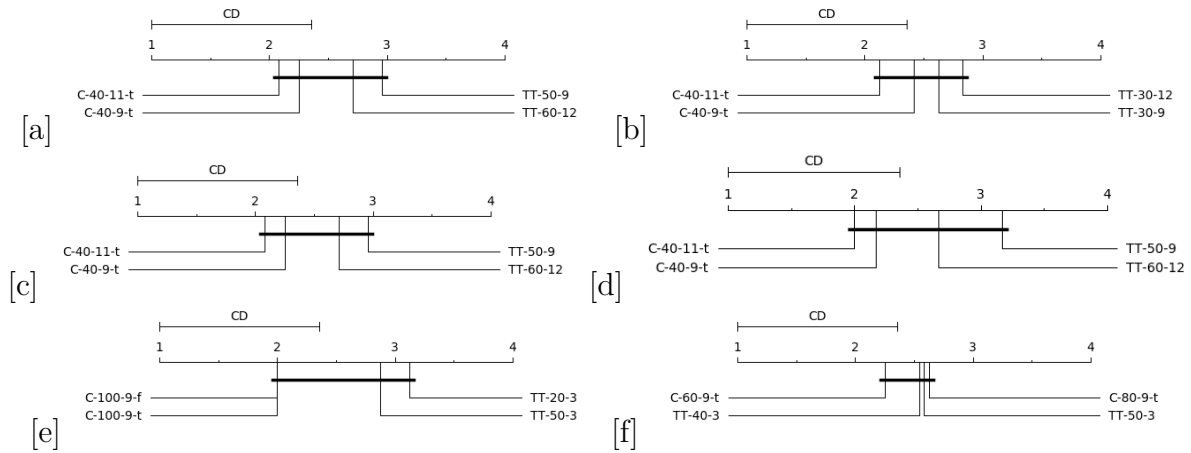 CD
1 2 3 4
C-40-11-t TT-50-9
C-40-9-t TT-60-12
[a]
CD
1 2 3 4
C-40-11-t TT-30-12
C-40-9-t TT-30-9
[b]
CD
1 2 3 4
C-40-11-t TT-50-9
C-40-9-t TT-60-12
[c]
CD
1 2 3 4
C-40-11-t TT-50-9
C-40-9-t TT-60-12
[d]
CD
1 2 3 4
C-100-9-f TT-20-3
C-100-9-t TT-50-3
[e]
CD
1 2 3 4
C-60-9-t C-80-9-t
TT-40-3 TT-50-3
[f]